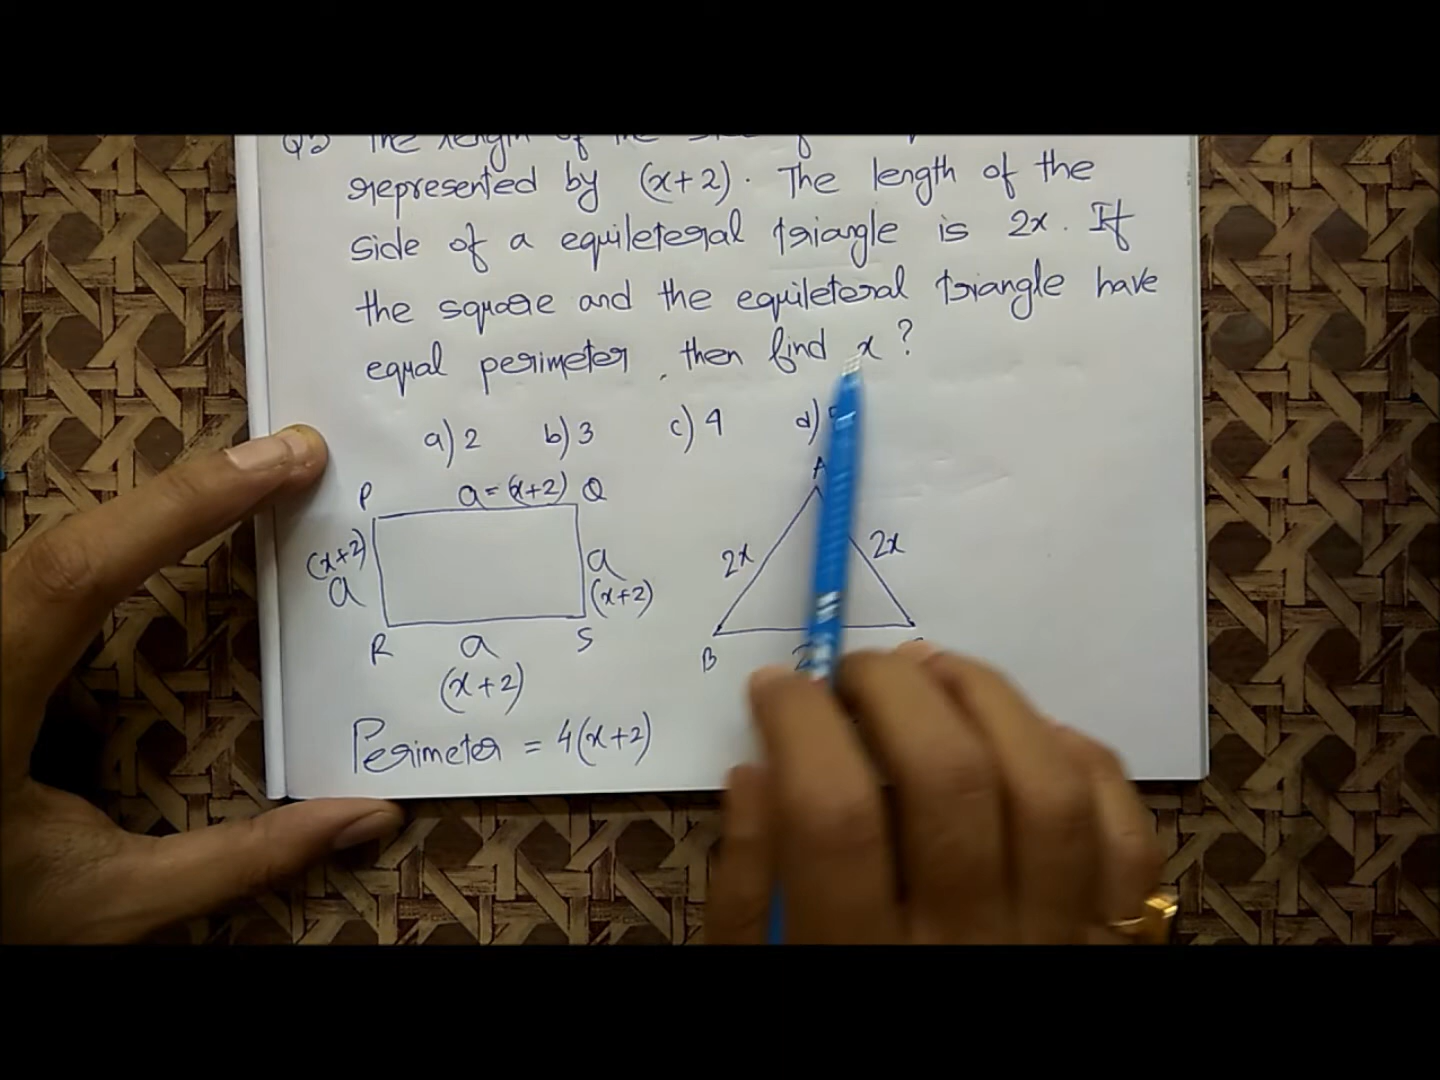 represented by (x+2). The length of the
side of a equileteral triangle is 2x. If
the square and the equileteral triangle have
equal perimeter, then find x ?
a) 2 b) 3 c) 4 d)
P a = (x+2) Q
A
(x+2)
a
a
(x+2)
2x
2x
R a S
(x+2)
B
Perimeter = 4(x+2)